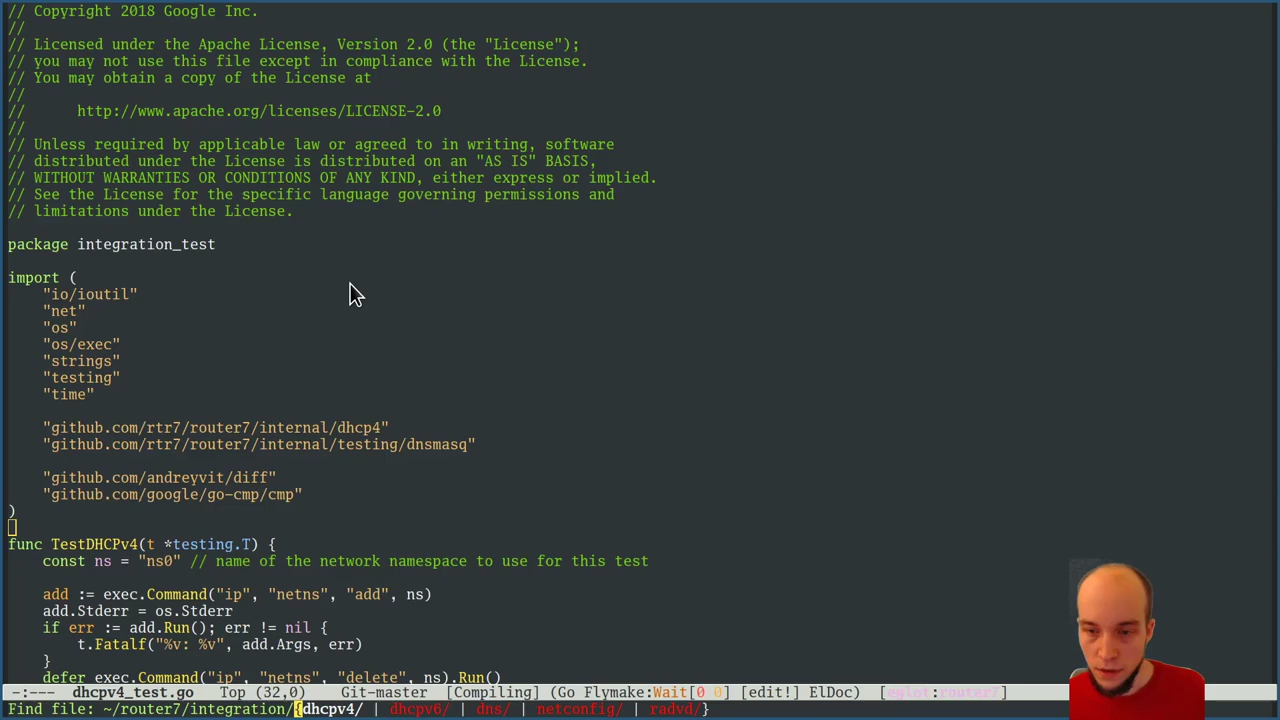 // Copyright 2018 Google Inc.
//
// Licensed under the Apache License, Version 2.0 (the "License");
// you may not use this file except in compliance with the License.
// You may obtain a copy of the License at
//
//      http://www.apache.org/licenses/LICENSE-2.0
//
// Unless required by applicable law or agreed to in writing, software
// distributed under the License is distributed on an "AS IS" BASIS,
// WITHOUT WARRANTIES OR CONDITIONS OF ANY KIND, either express or implied.
// See the License for the specific language governing permissions and
// limitations under the License.
package integration_test
import (
    "io/ioutil"
    "net"
    "os"
    "os/exec"
    "strings"
    "testing"
    "time"
    "github.com/rtr7/router7/internal/dhcp4"
    "github.com/rtr7/router7/internal/testing/dnsmasq"
    "github.com/andreyvit/diff"
    "github.com/google/go-cmp/cmp"
)
func TestDHCPv4(t *testing.T) {
    const ns = "ns0" // name of the network namespace to use for this test
    add := exec.Command("ip", "netns", "add", ns)
    add.Stderr = os.Stderr
    if err := add.Run(); err != nil {
        t.Fatalf("%v: %v", add.Args, err)
    }
    defer exec.Command("ip", "netns", "delete", ns).Run()
-:---  dhcpv4_test.go   Top (32,0)    Git-master  [Compiling] (Go Flymake:Wait[0 0] [edit!] ElDoc)  [eglot:router7]
Find file: ~/router7/integration/{dhcpv4/ | dhcpv6/ | dns/ | netconfig/ | radvd/}